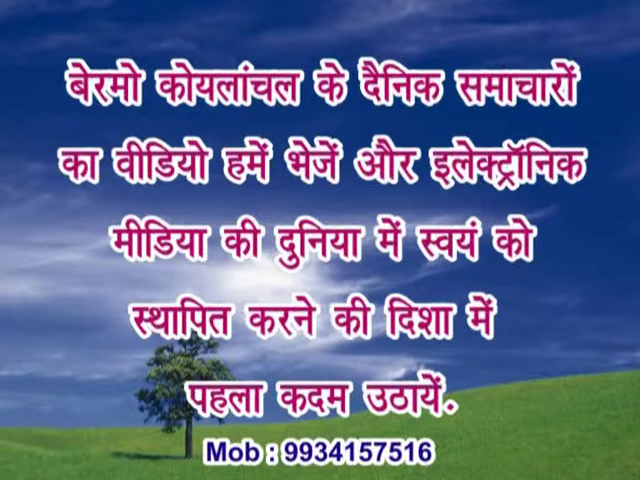 बेरमो कोयलांचल के दैनिक समाचारों
का वीडियो हमें भेजें और इलेक्ट्रॉनिक
मीडिया की दुनिया में स्वयं को
स्थापित करने की दिशा में
पहला कदम उठायें.
Mob : 9934157516